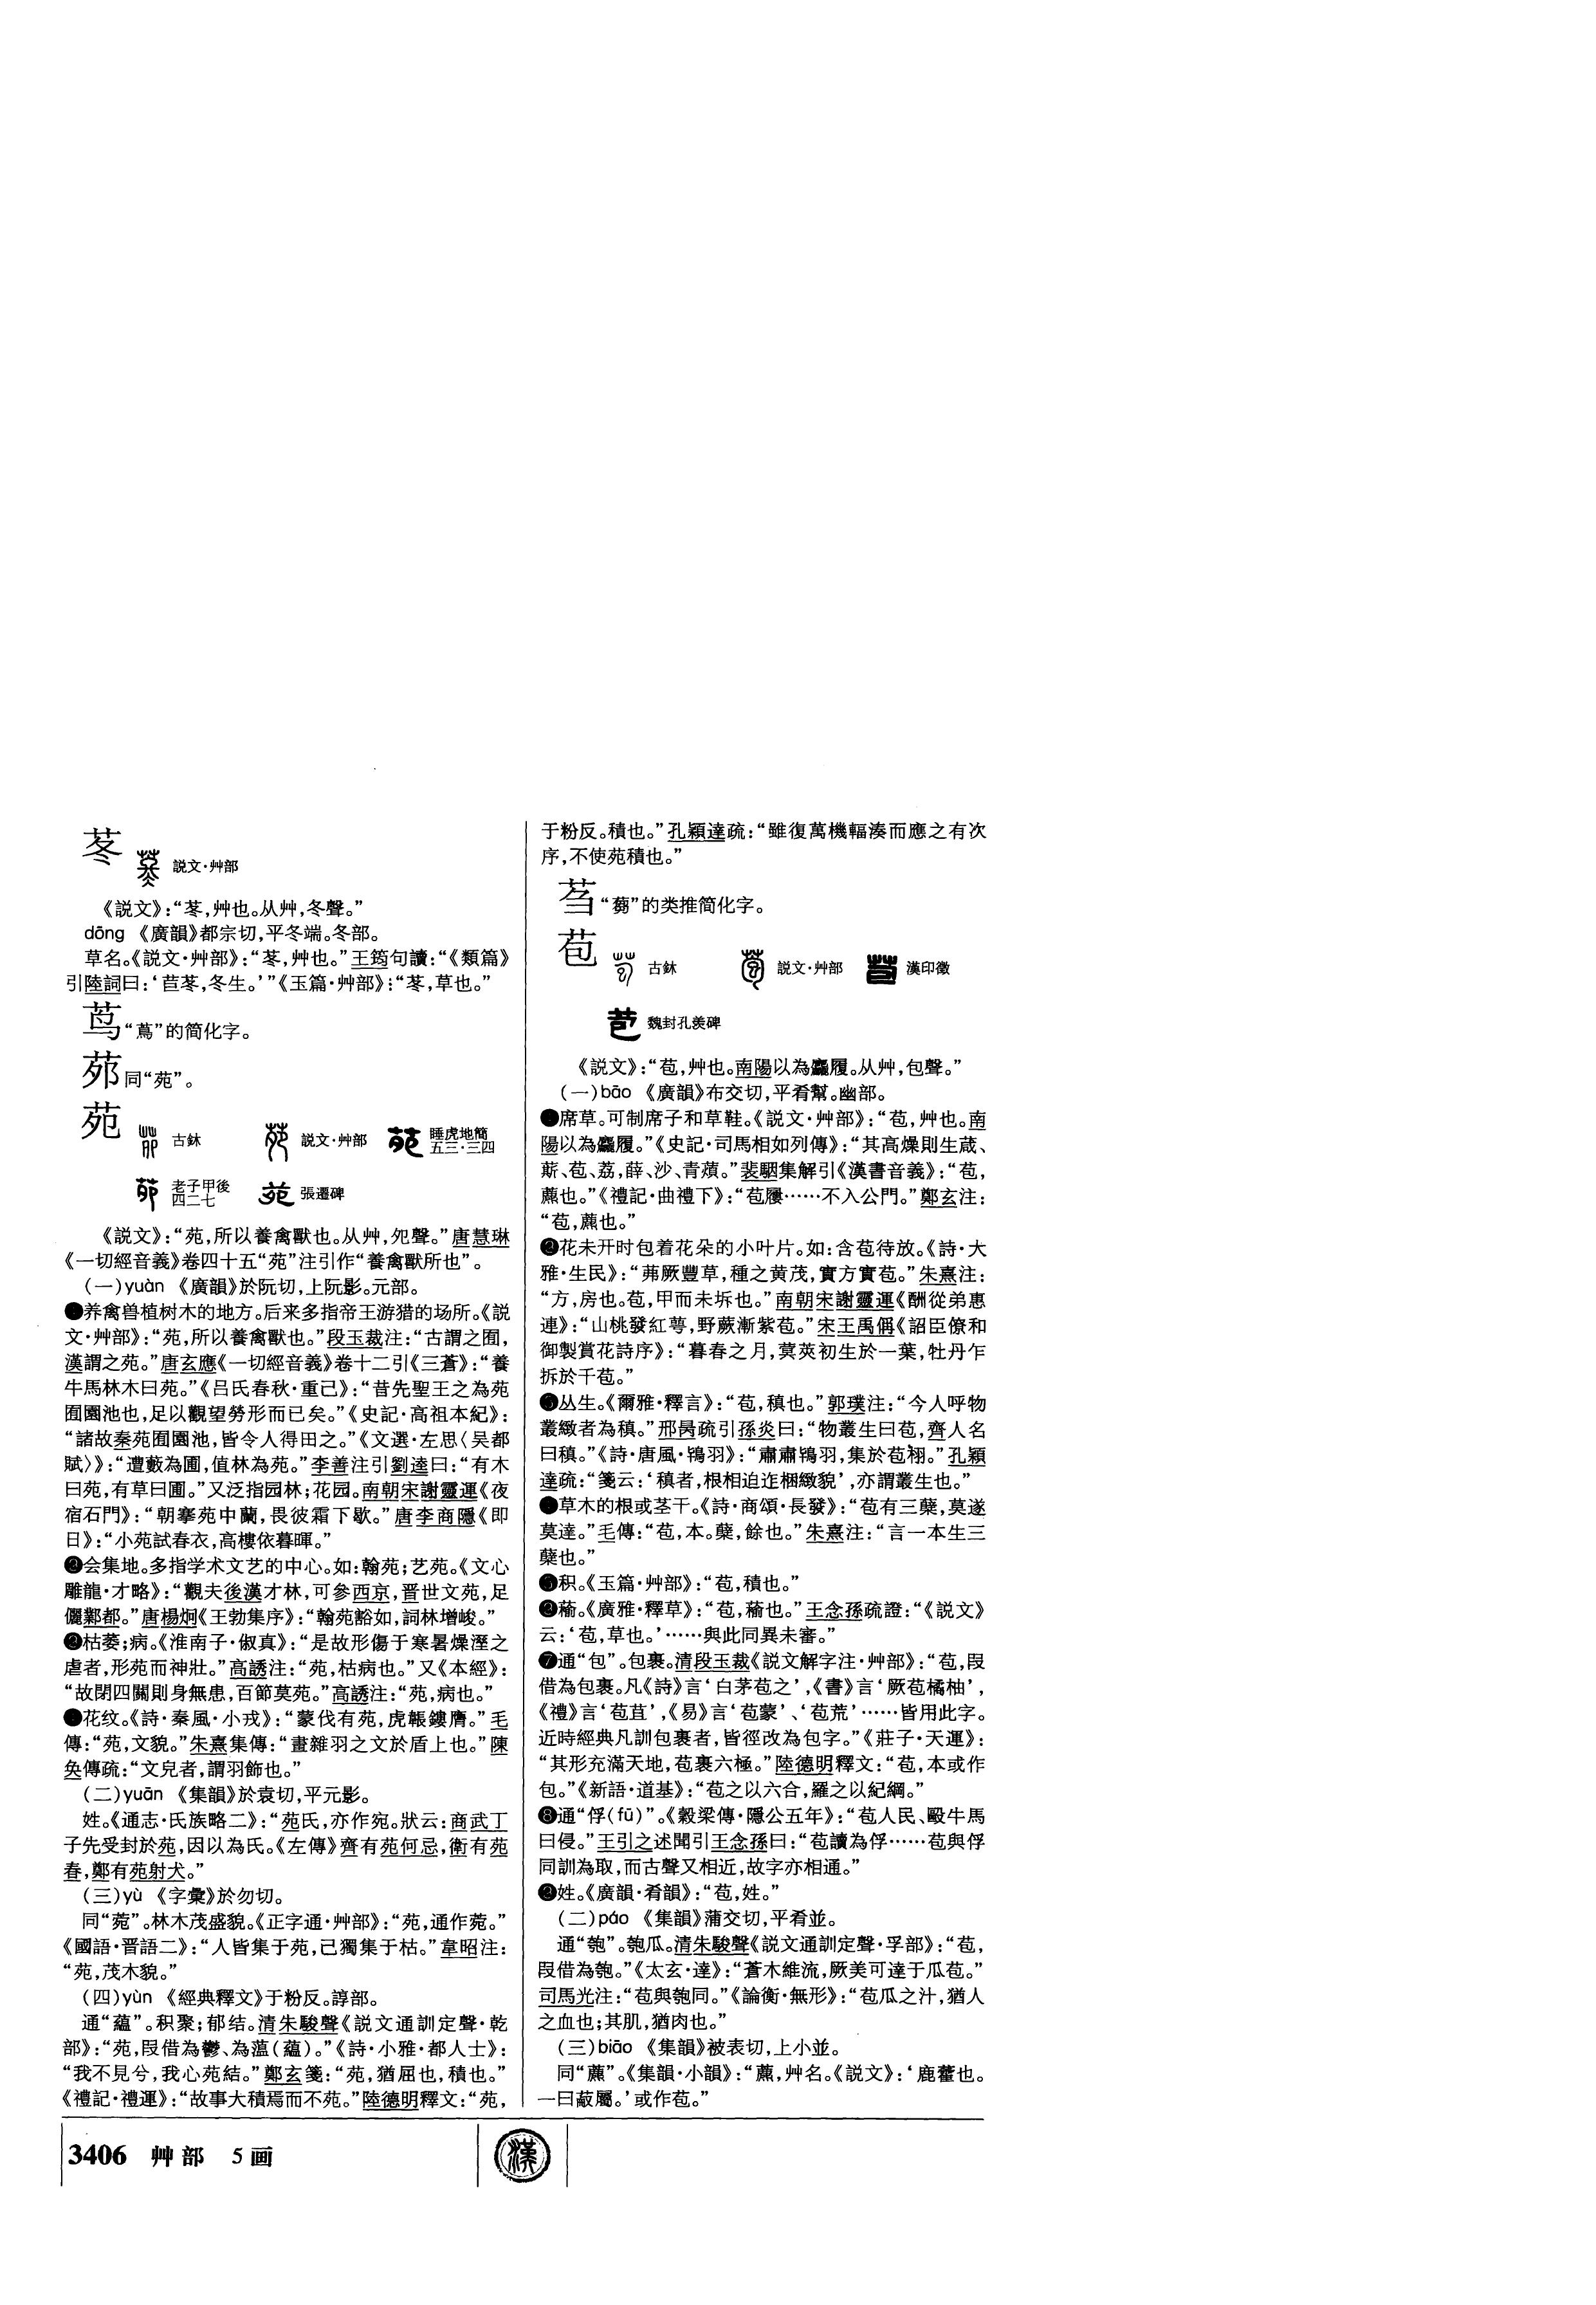 苳
説文·艸部
《説文》：“苳，艸也。从艸，冬聲。”
dōng 《廣韻》都宗切，平冬端。冬部。
草名。《説文·艸部》：“苳，艸也。”王筠句讀：“《類篇》
引陸詞曰：‘苣苳，冬生。’”《玉篇·艸部》：“苳，草也。”
茑“蔦”的简化字。
茆同“苑”。
苑
古鉥
説文·艸部
睡虎地簡
五三·三四
老子甲後
四二七
張遷碑
《説文》：“苑，所以養禽獸也。从艸，夗聲。”唐慧琳
《一切經音義》卷四十五“苑”注引作“養禽獸所也”。
（一）yuàn 《廣韻》於阮切，上阮影。元部。
养禽兽植树木的地方。后来多指帝王游猎的场所。《説
文·艸部》：“苑，所以養禽獸也。”段玉裁注：“古謂之囿，
漢謂之苑。”唐玄應《一切經音義》卷十二引《三蒼》：“養
牛馬林木曰苑。”《吕氏春秋·重己》：“昔先聖王之為苑
囿園池也，足以觀望勞形而已矣。”《史記·高祖本紀》：
“諸故秦苑囿園池，皆令人得田之。”《文選·左思〈吴都
賦〉》：“遭藪為圃，值林為苑。”李善注引劉逵曰：“有木
曰苑，有草曰圃。”又泛指园林；花园。南朝宋謝靈運《夜
宿石門》：“朝搴苑中蘭，畏彼霜下歇。”唐李商隱《即
日》：“小苑試春衣，高樓依暮暉。”
❷会集地。多指学术文艺的中心。如：翰苑；艺苑。《文心
雕龍·才略》：“觀夫後漢才林，可參西京，晋世文苑，足
儷鄴都。”唐楊炯《王勃集序》：“翰苑豁如，詞林增峻。”
枯萎；病。《淮南子·俶真》：“是故形傷于寒暑燥溼之
虐者，形苑而神壯。”高誘注：“苑，枯病也。”又《本經》：
“故閉四關則身無患，百節莫苑。”高誘注：“苑，病也。”
花纹。《詩·秦風·小戎》：“蒙伐有苑，虎韔鏤膺。”毛
傳：“苑，文貌。”朱熹集傳：“畫雜羽之文於盾上也。”陳
奂傳疏：“文皃者，謂羽飾也。”
（二）yuān 《集韻》於袁切，平元影。
姓。《通志·氏族略二》：“苑氏，亦作宛。狀云：商武丁
子先受封於苑，因以為氏。《左傳》齊有苑何忌，衛有苑
春，鄭有苑射犬。”
（三）yù 《字彙》於勿切。
同“菀”。林木茂盛貌。《正字通·艸部》：“苑，通作菀。”
《國語·晋語二》：“人皆集于苑，已獨集于枯。”韋昭注：
“苑，茂木貌。”
（四）yùn 《經典釋文》于粉反。諄部。
通“藴”。积聚；郁结。清朱駿聲《説文通訓定聲·乾
部》：“苑，叚借為鬱、為薀（藴）。”《詩·小雅·都人士》：
“我不見兮，我心苑結。”鄭玄箋：“苑，猶屈也，積也。”
《禮記·禮運》：“故事大積焉而不苑。”陸德明釋文：“苑，
于粉反。積也。”孔穎達疏：“雖復萬機輻湊而應之有次
序，不使苑積也。”
“蒭”的类推简化字。
苞
古鉥
説文·艸部
漢印徵
魏封孔羡碑
《説文》：“苞，艸也。南陽以為麤履。从艸，包聲。”
（一）bāo 《廣韻》布交切，平肴幫。幽部。
席草。可制席子和草鞋。《説文·艸部》：“苞，艸也。南
陽以為麤履。”《史記·司馬相如列傳》：“其高燥則生葴、
薪、苞、荔，薛、沙、青薠。”裴駰集解引《漢書音義》：“苞，
藨也。”《禮記·曲禮下》：“苞屨……不入公門。”鄭玄注：
“苞，藨也。”
❷花未开时包着花朵的小叶片。如：含苞待放。《詩·大
雅·生民》：“茀厥豐草，種之黄茂，實方實苞。”朱熹注：
“方，房也。苞，甲而未坼也。”南朝宋謝靈運《酬從弟惠
連》：“山桃發紅萼，野蕨漸紫苞。”宋王禹偁《詔臣僚和
御製賞花詩序》：“暮春之月，蓂莢初生於一葉，牡丹乍
拆於千苞。”
丛生。《爾雅·釋言》：“苞，稹也。”郭璞注：“今人呼物
叢緻者為稹。”邢昺疏引孫炎曰：“物叢生曰苞，齊人名
曰稹。”《詩·唐風·鴇羽》：“肅肅鴇羽，集於苞栩。”孔穎
達疏：“箋云：‘稹者，根相迫迮梱緻貌’，亦謂叢生也。”
草木的根或茎干。《詩·商頌·長發》：“苞有三蘖，莫遂
莫達。”毛傳：“苞，本。蘖，餘也。”朱熹注：“言一本生三
蘖也。”
积。《玉篇·艸部》：“苞，積也。”
蕍。《廣雅·釋草》：“苞，蕍也。”王念孫疏證：“《説文》
云：‘苞，草也。’……與此同異未審。”
❼通“包”。包裹。清段玉裁《説文解字注·艸部》：“苞，叚
借為包裹。凡《詩》言‘白茅苞之’，《書》言‘厥苞橘柚’，
《禮》言‘苞苴’，《易》言‘苞蒙’、‘苞荒’……皆用此字。
近時經典凡訓包裹者，皆徑改為包字。”《莊子·天運》：
“其形充滿天地，苞裹六極。”陸德明釋文：“苞，本或作
包。”《新語·道基》：“苞之以六合，羅之以紀綱。”
❽通“俘（fū）”。《穀梁傳·隱公五年》：“苞人民、毆牛馬
曰侵。”王引之述聞引王念孫曰：“苞讀為俘……苞與俘
同訓為取，而古聲又相近，故字亦相通。”
姓。《廣韻·肴韻》：“苞，姓。”
（二）páo 《集韻》蒲交切，平肴並。
通“匏”。匏瓜。清朱駿聲《説文通訓定聲·孚部》：“苞，
叚借為匏。”《太玄·達》：“蒼木維流，厥美可達于瓜苞。”
司馬光注：“苞與匏同。”《論衡·無形》：“苞瓜之汁，猶人
之血也；其肌，猶肉也。”
（三）biāo 《集韻》被表切，上小並。
同“藨”。《集韻·小韻》：“藨，艸名。《説文》：‘鹿藿也。
一曰蔽屬。’或作苞。”
3406 艸部 5画
漢